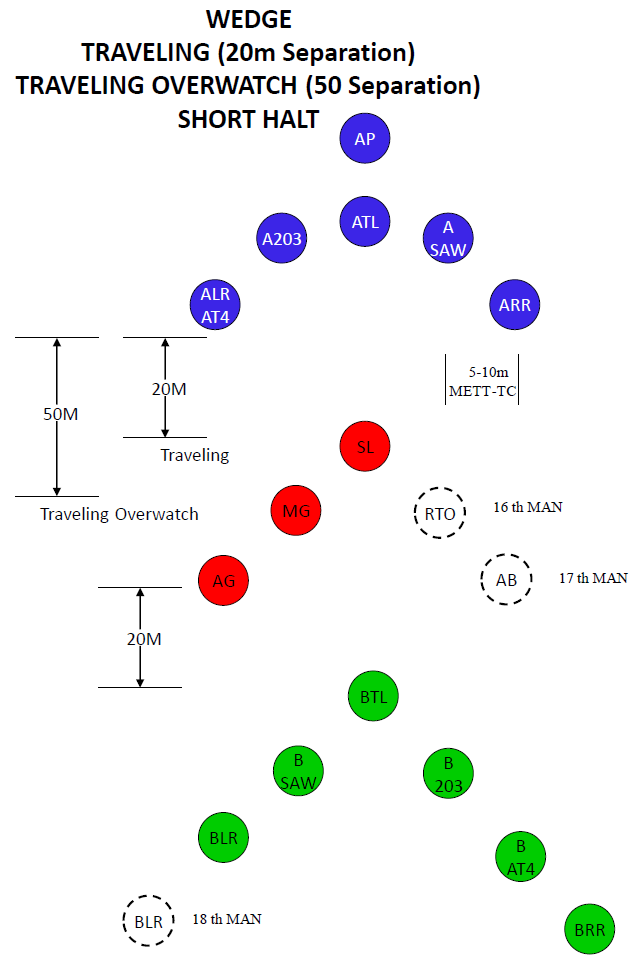 WEDGE
TRAVELING (20m Separation)
TRAVELING OVERWATCH (50 Separation)
SHORT HALT
AP
ATL
A203
A
SAW
ALR
AT4
ARR
20M
50M
5-10m
METT-TC
Traveling
SL
Traveling Overwatch
MG
RTO
16 th MAN
AG
AB
17 th MAN
20M
BTL
B
SAW
B
203
BLR
B
AT4
BLR
18 th MAN
BRR